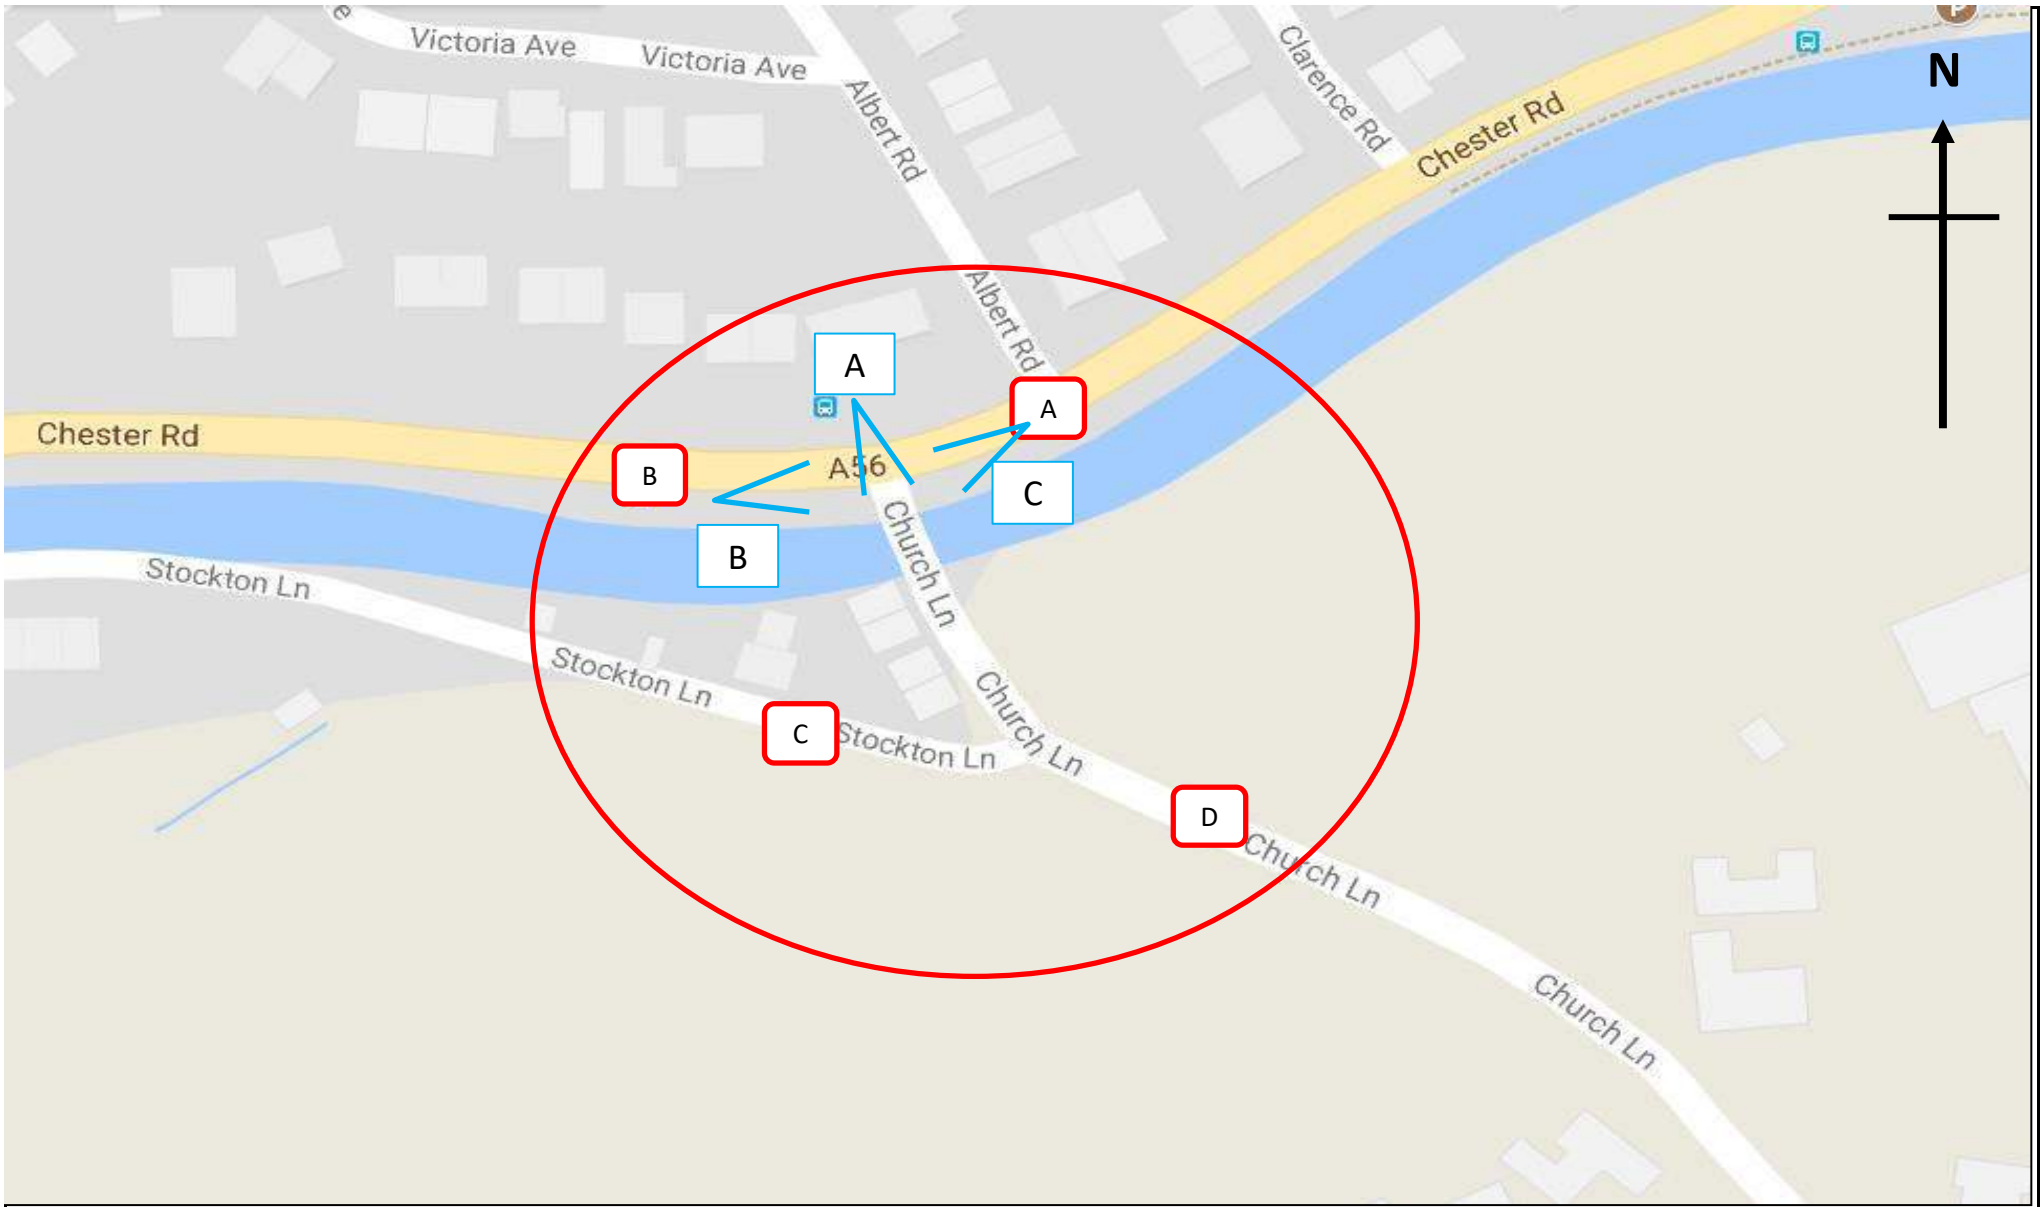 e
Victoria Ave
Victoria Ave
Albert Rd
Clarence Rd
Chester Rd
P
N
Albert Rd
A
A
Chester Rd
B
A56
C
B
Church Ln
Stockton Ln
Stockton Ln
Church Ln
C
Stockton Ln
D
Church Ln
Church Ln